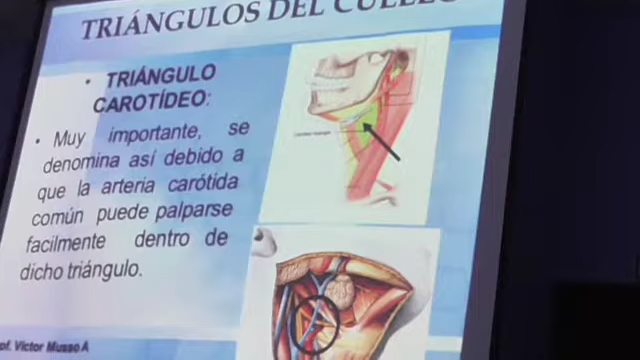 TRIÁNGULOS DEL CUELLO
• TRIÁNGULO
CAROTÍDEO:
• Muy importante, se
denomina así debido a
que la arteria carótida
común puede palparse
facilmente dentro de
dicho triángulo.
of. Victor Musso A